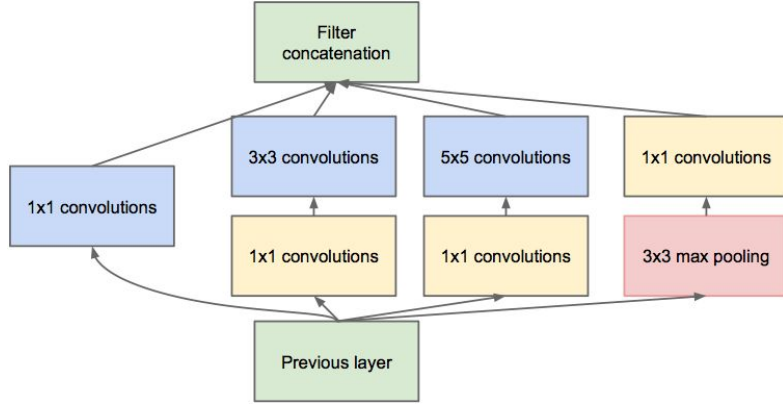 Filter
concatenation
3x3 convolutions
5x5 convolutions
1x1 convolutions
1x1 convolutions
1x1 convolutions
1x1 convolutions
3x3 max pooling
Previous layer